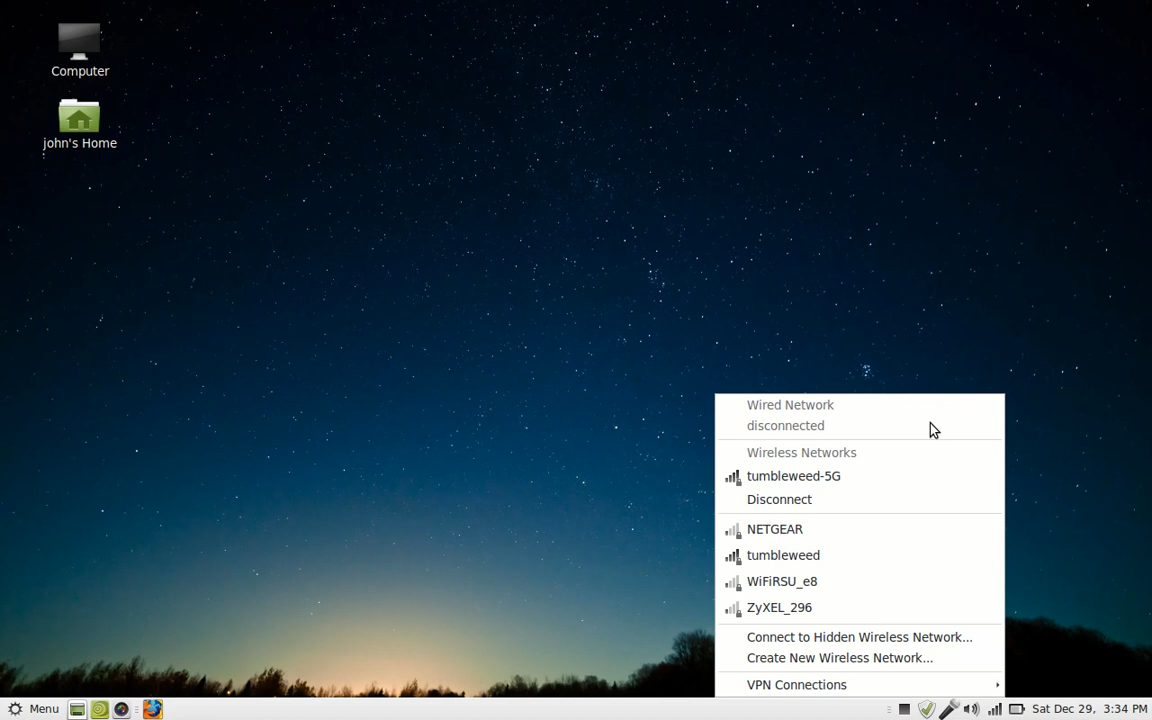 Computer
john's Home
Wired Network
disconnected
Wireless Networks
tumbleweed-5G
Disconnect
NETGEAR
tumbleweed
WiFiRSU_e8
ZyXEL_296
Connect to Hidden Wireless Network...
Create New Wireless Network...
VPN Connections
Menu
Sat Dec 29, 3:34 PM